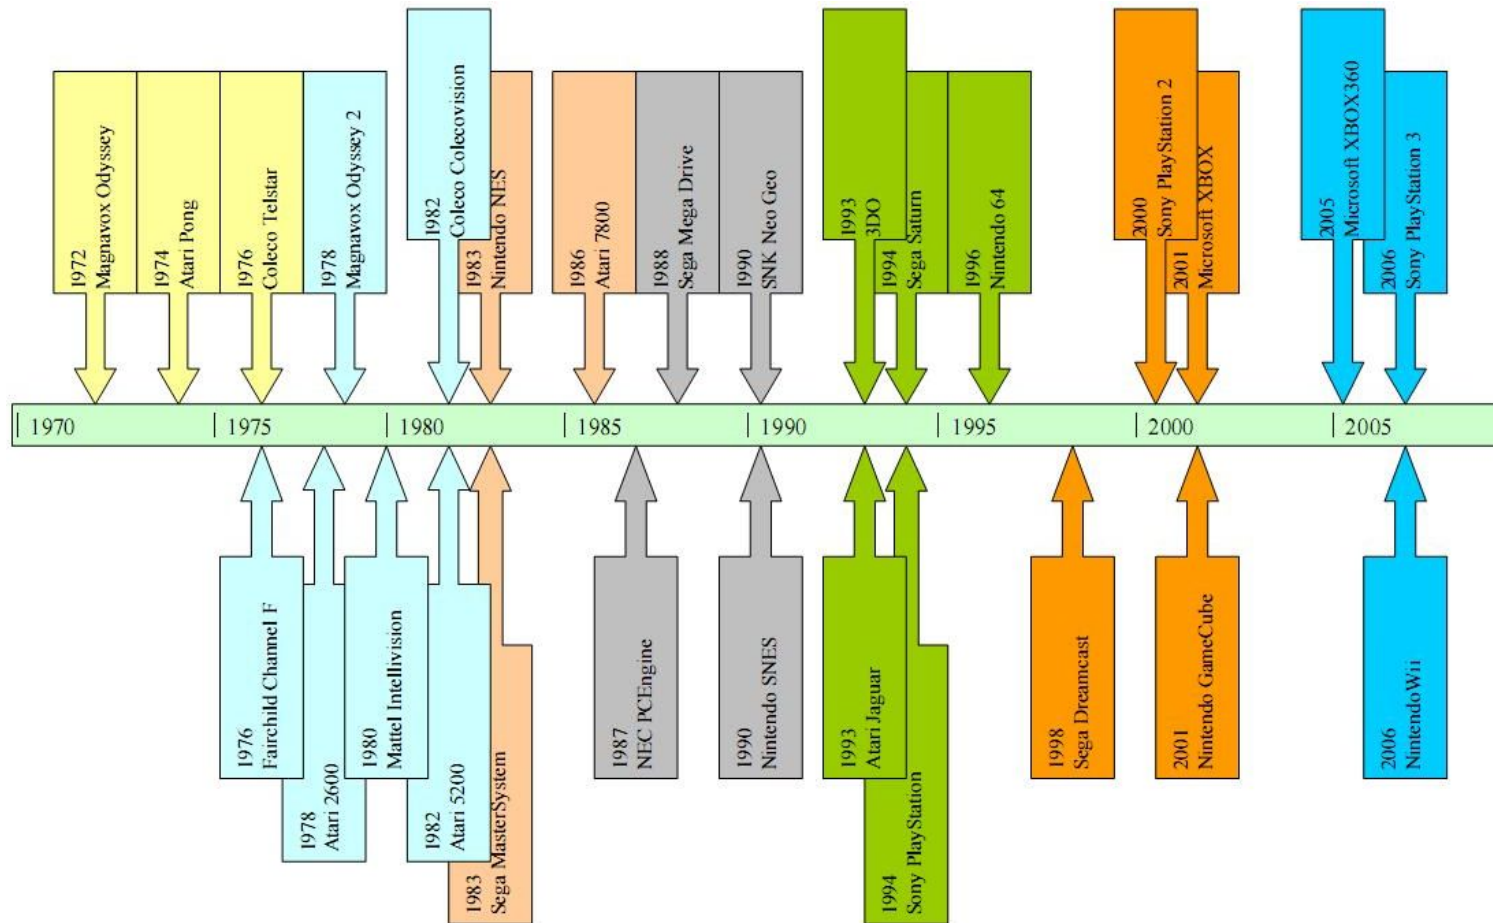 1972
Magnavox Odyssey
1974
Atari Pong
1976
Coleco Telstar
1978
Magnavox Odyssey 2
1982
Coleco Colecovision
1983
Nintendo NES
1986
Atari 7800
1988
Sega Mega Drive
1990
SNK Neo Geo
1993
3DO
1994
Sega Saturn
1996
Nintendo 64
2000
Sony PlayStation 2
2001
Microsoft XBOX
2005
Microsoft XBOX360
2006
Sony PlayStation 3
1970
1975
1980
1985
1990
1995
2000
2005
1976
Fairchild Channel F
1978
Atari 2600
1980
Mattel Intellivision
1982
Atari 5200
1983
Sega MasterSystem
1987
NEC PCEngine
1990
Nintendo SNES
1993
Atari Jaguar
1994
Sony PlayStation
1998
Sega Dreamcast
2001
Nintendo GameCube
2006
NintendoWii